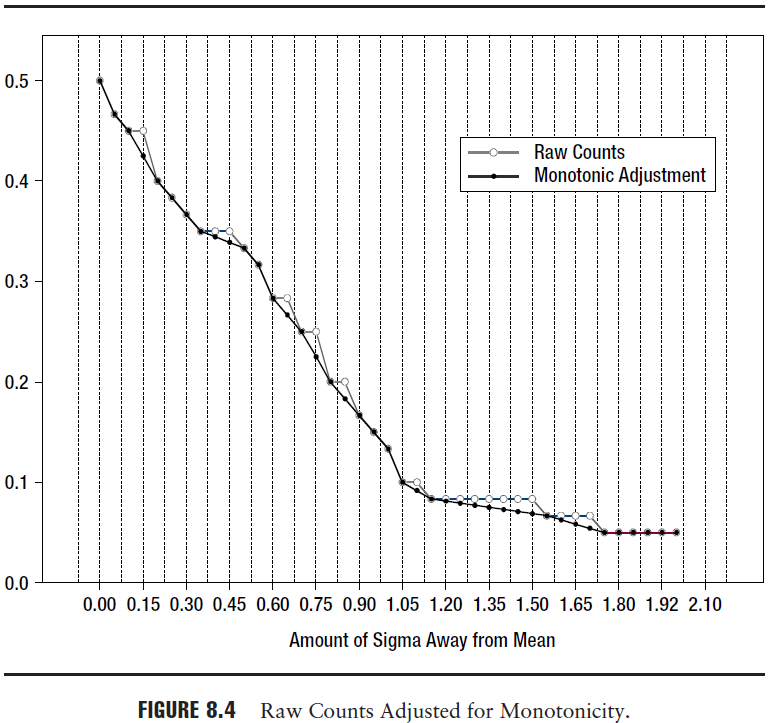 0.5
0.4
0.3
0.2
0.1
0.0
Raw Counts
Monotonic Adjustment
0.00 0.15 0.30 0.45 0.60 0.75 0.90 1.05 1.20 1.35 1.50 1.65 1.80 1.92 2.10
Amount of Sigma Away from Mean
FIGURE 8.4 Raw Counts Adjusted for Monotonicity.